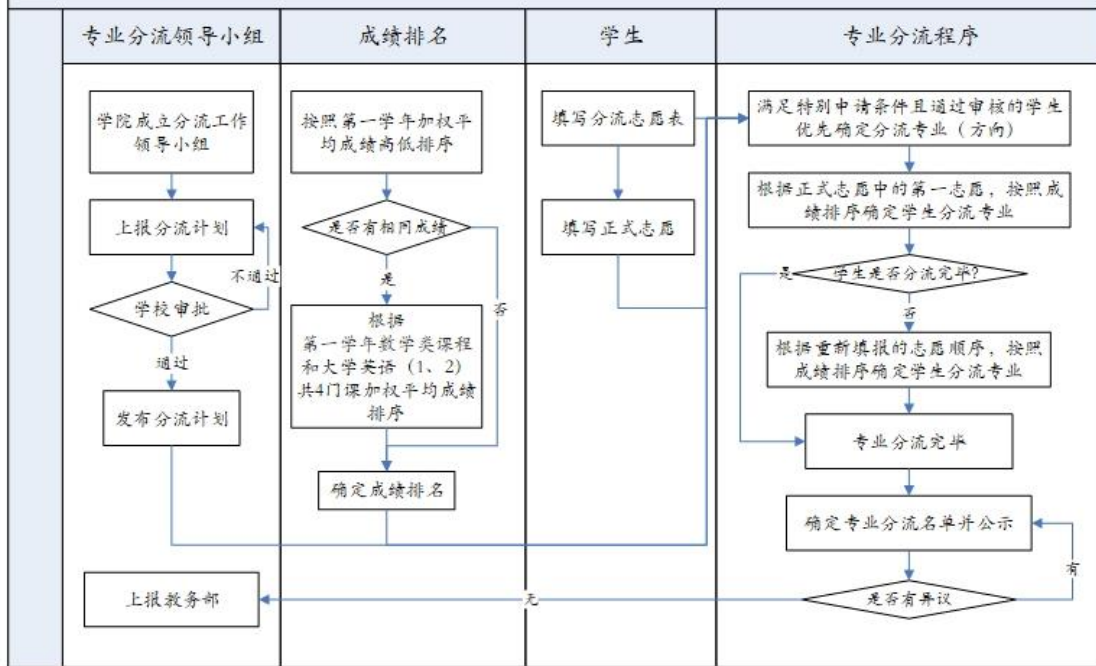 专业分流领导小组
成绩排名
学生
专业分流程序
学院成立分流工作
领导小组
上报分流计划
不通过
学校审批
通过
发布分流计划
上报教务部
按照第一学年加权平
均成绩高低排序
是否有相同成绩
是
否
根据
第一学年数学类课程
和大学英语（1、2）
共4门课加权平均成绩
排序
确定成绩排名
填写分流志愿表
填写正式志愿
满足特别申请条件且通过审核的学生
优先确定分流专业（方向）
根据正式志愿中的第一志愿，按照成
绩排序确定学生分流专业
是
学生是否分流完毕？
否
根据重新填报的志愿顺序，按照
成绩排序确定学生分流专业
专业分流完毕
确定专业分流名单并公示
有
是否有异议
无